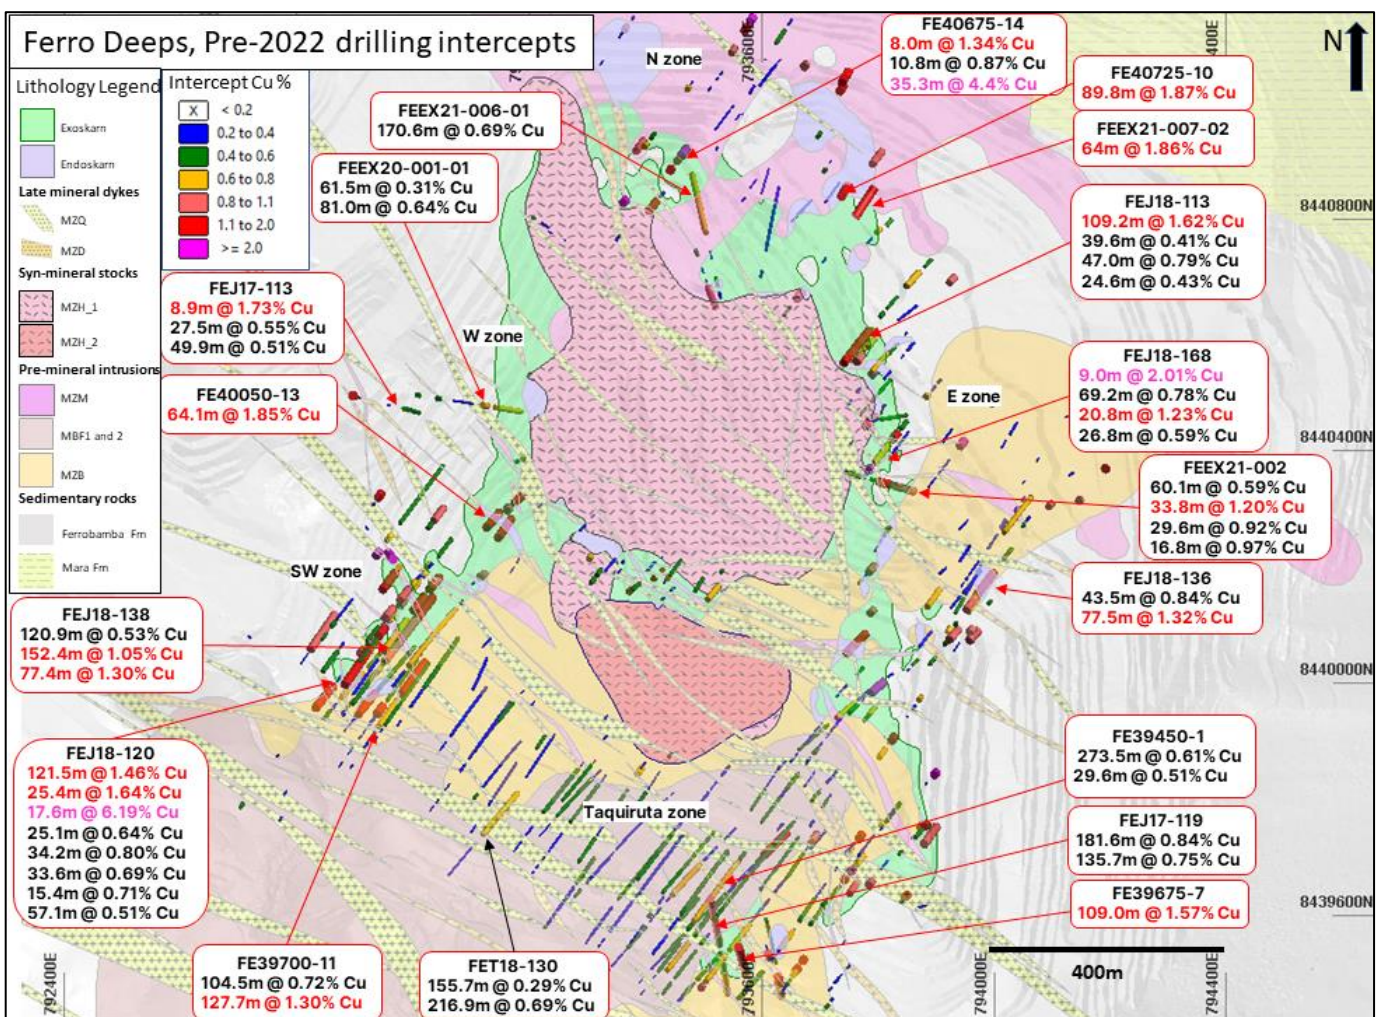 Ferro Deeps, Pre-2022 drilling intercepts
Lithology Legend
Exoskarn
Endoskarn
Late mineral dykes
MZQ
MZD
Syn-mineral stocks
MZH_1
MZH_2
Pre-mineral intrusions
MZM
MBF1 and 2
MZB
Sedimentary rocks
Ferrobamba Fm
Mara Fm
Intercept Cu %
X < 0.2
0.2 to 0.4
0.4 to 0.6
0.6 to 0.8
0.8 to 1.1
1.1 to 2.0
>= 2.0
N
N zone
W zone
E zone
SW zone
Taquiruta zone
FE40675-14
8.0m @ 1.34% Cu
10.8m @ 0.87% Cu
35.3m @ 4.4% Cu
FE40725-10
89.8m @ 1.87% Cu
FEEX21-007-02
64m @ 1.86% Cu
FEEX21-006-01
170.6m @ 0.69% Cu
FEEX20-001-01
61.5m @ 0.31% Cu
81.0m @ 0.64% Cu
FEJ18-113
109.2m @ 1.62% Cu
39.6m @ 0.41% Cu
47.0m @ 0.79% Cu
24.6m @ 0.43% Cu
FEJ17-113
8.9m @ 1.73% Cu
27.5m @ 0.55% Cu
49.9m @ 0.51% Cu
FE40050-13
64.1m @ 1.85% Cu
FEJ18-168
9.0m @ 2.01% Cu
69.2m @ 0.78% Cu
20.8m @ 1.23% Cu
26.8m @ 0.59% Cu
FEEX21-002
60.1m @ 0.59% Cu
33.8m @ 1.20% Cu
29.6m @ 0.92% Cu
16.8m @ 0.97% Cu
FEJ18-136
43.5m @ 0.84% Cu
77.5m @ 1.32% Cu
FEJ18-138
120.9m @ 0.53% Cu
152.4m @ 1.05% Cu
77.4m @ 1.30% Cu
FEJ18-120
121.5m @ 1.46% Cu
25.4m @ 1.64% Cu
17.6m @ 6.19% Cu
25.1m @ 0.64% Cu
34.2m @ 0.80% Cu
33.6m @ 0.69% Cu
15.4m @ 0.71% Cu
57.1m @ 0.51% Cu
FE39450-1
273.5m @ 0.61% Cu
29.6m @ 0.51% Cu
FEJ17-119
181.6m @ 0.84% Cu
135.7m @ 0.75% Cu
FE39675-7
109.0m @ 1.57% Cu
FE39700-11
104.5m @ 0.72% Cu
127.7m @ 1.30% Cu
FET18-130
155.7m @ 0.29% Cu
216.9m @ 0.69% Cu
8440800N
8440400N
8440000N
8439600N
400m
792400E
794000E
794400E